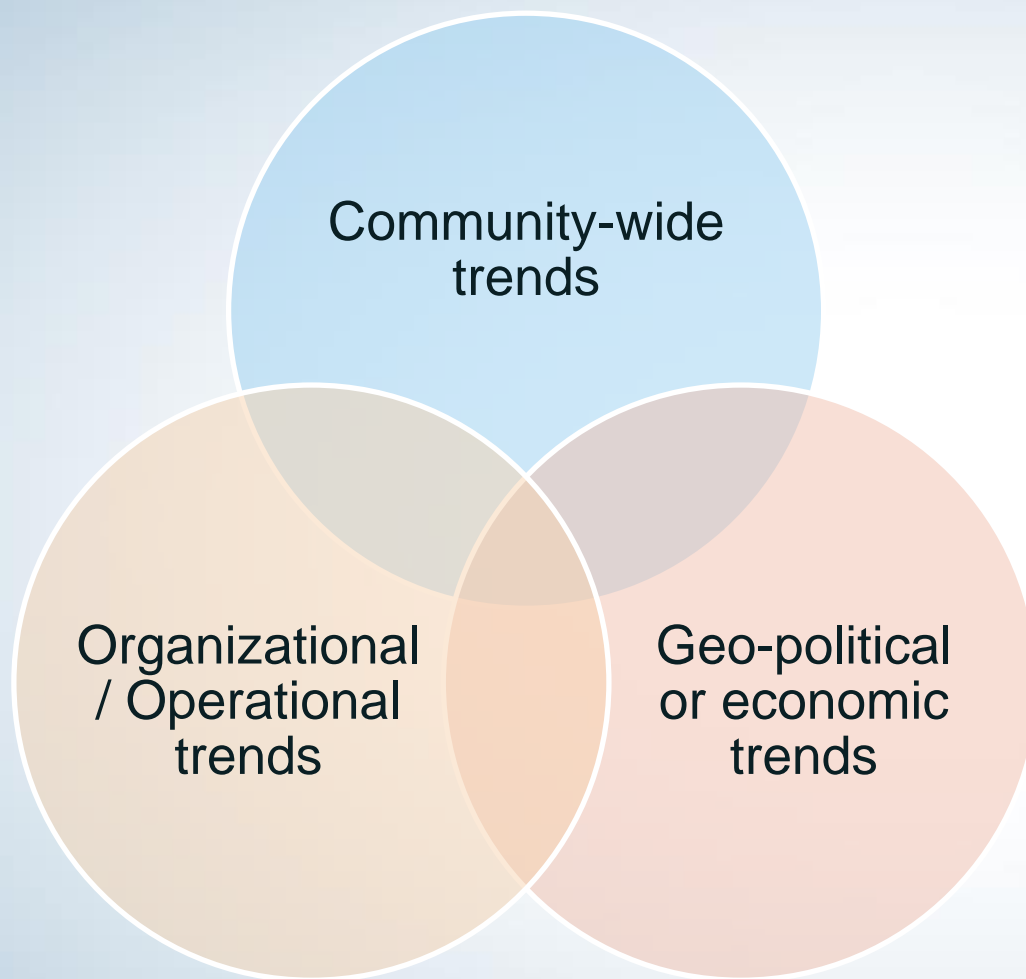 Community-wide
trends
Organizational
/ Operational
trends
Geo-political
or economic
trends